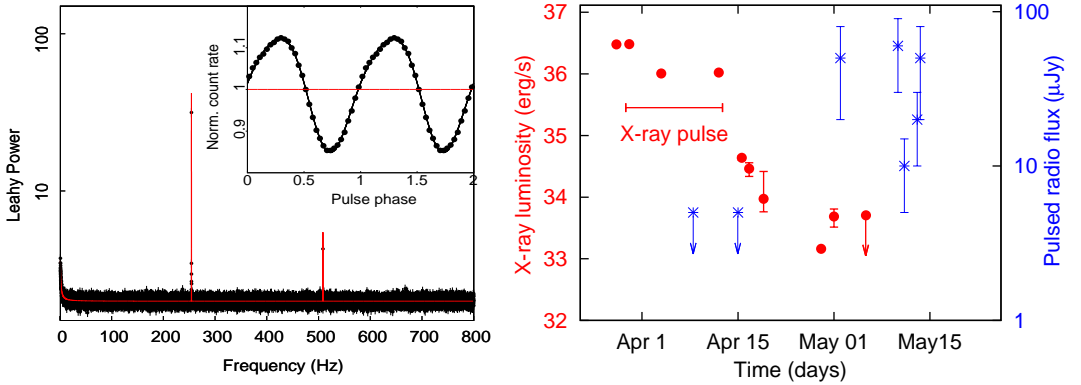 100
10
Leahy Power
0 100 200 300 400 500 600 700 800
Frequency (Hz)
Norm. count rate
1.1
1
0.9
0 0.5 1 1.5 2
Pulse phase
X-ray luminosity (erg/s)
37
36
35
34
33
32
X-ray pulse
Apr 1 Apr 15 May 01 May15
Time (days)
100
10
1
Pulsed radio flux (μJy)